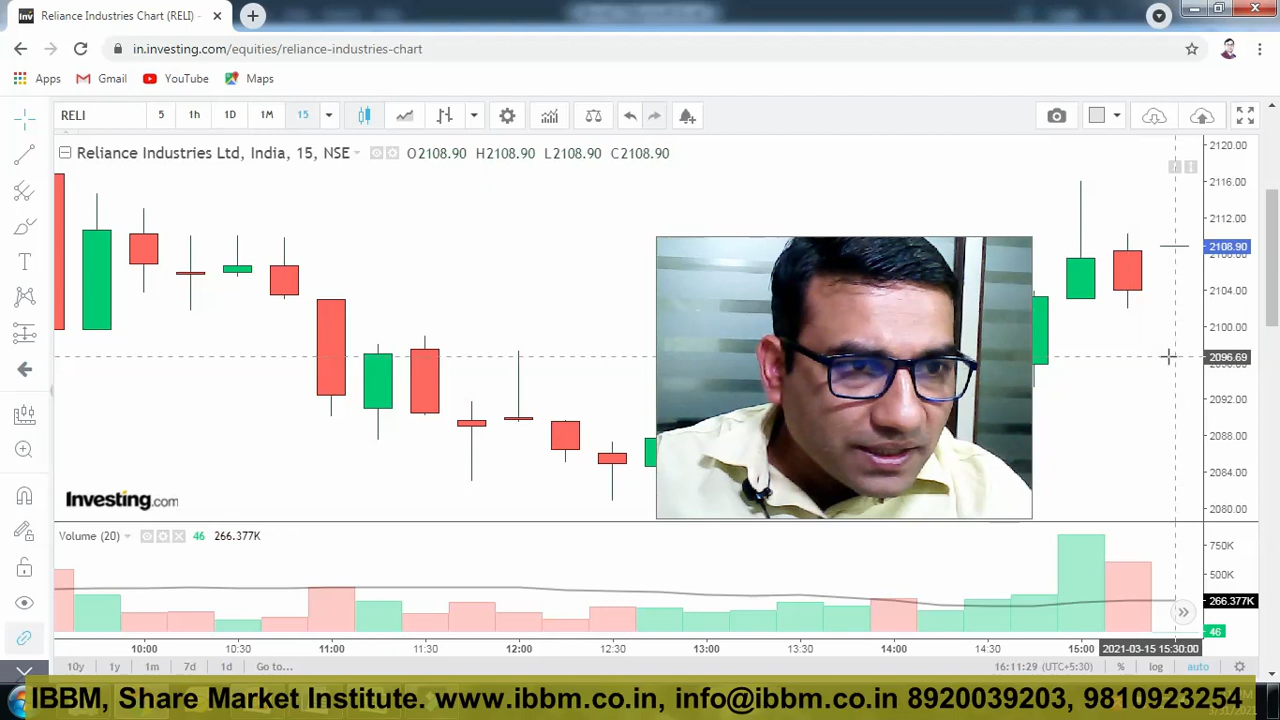 Reliance Industries Chart (RELI) -
in.investing.com/equities/reliance-industries-chart
Apps Gmail YouTube Maps
RELI 5 1h 1D 1M 15
Reliance Industries Ltd, India, 15, NSE O2108.90 H2108.90 L2108.90 C2108.90
2120.00
2116.00
2112.00
2108.90
2104.00
2100.00
2096.69
2092.00
2088.00
2084.00
2080.00
Investing.com
Volume (20) 46 266.377K
750K
500K
266.377K
46
10:00 10:30 11:00 11:30 12:00 12:30 13:00 13:30 14:00 14:30 15:00 2021-03-15 15:30:00
10y 1y 1m 7d 1d Go to... 16:11:29 (UTC+5:30) % log auto
IBBM, Share Market Institute. www.ibbm.co.in, info@ibbm.co.in 8920039203, 9810923254